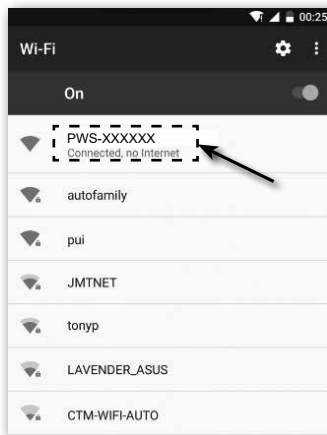 00:25
Wi-Fi
On
PWS-XXXXXX
Connected, no Internet
autofamily
pui
JMTNET
tonyp
LAVENDER_ASUS
CTM-WIFI-AUTO